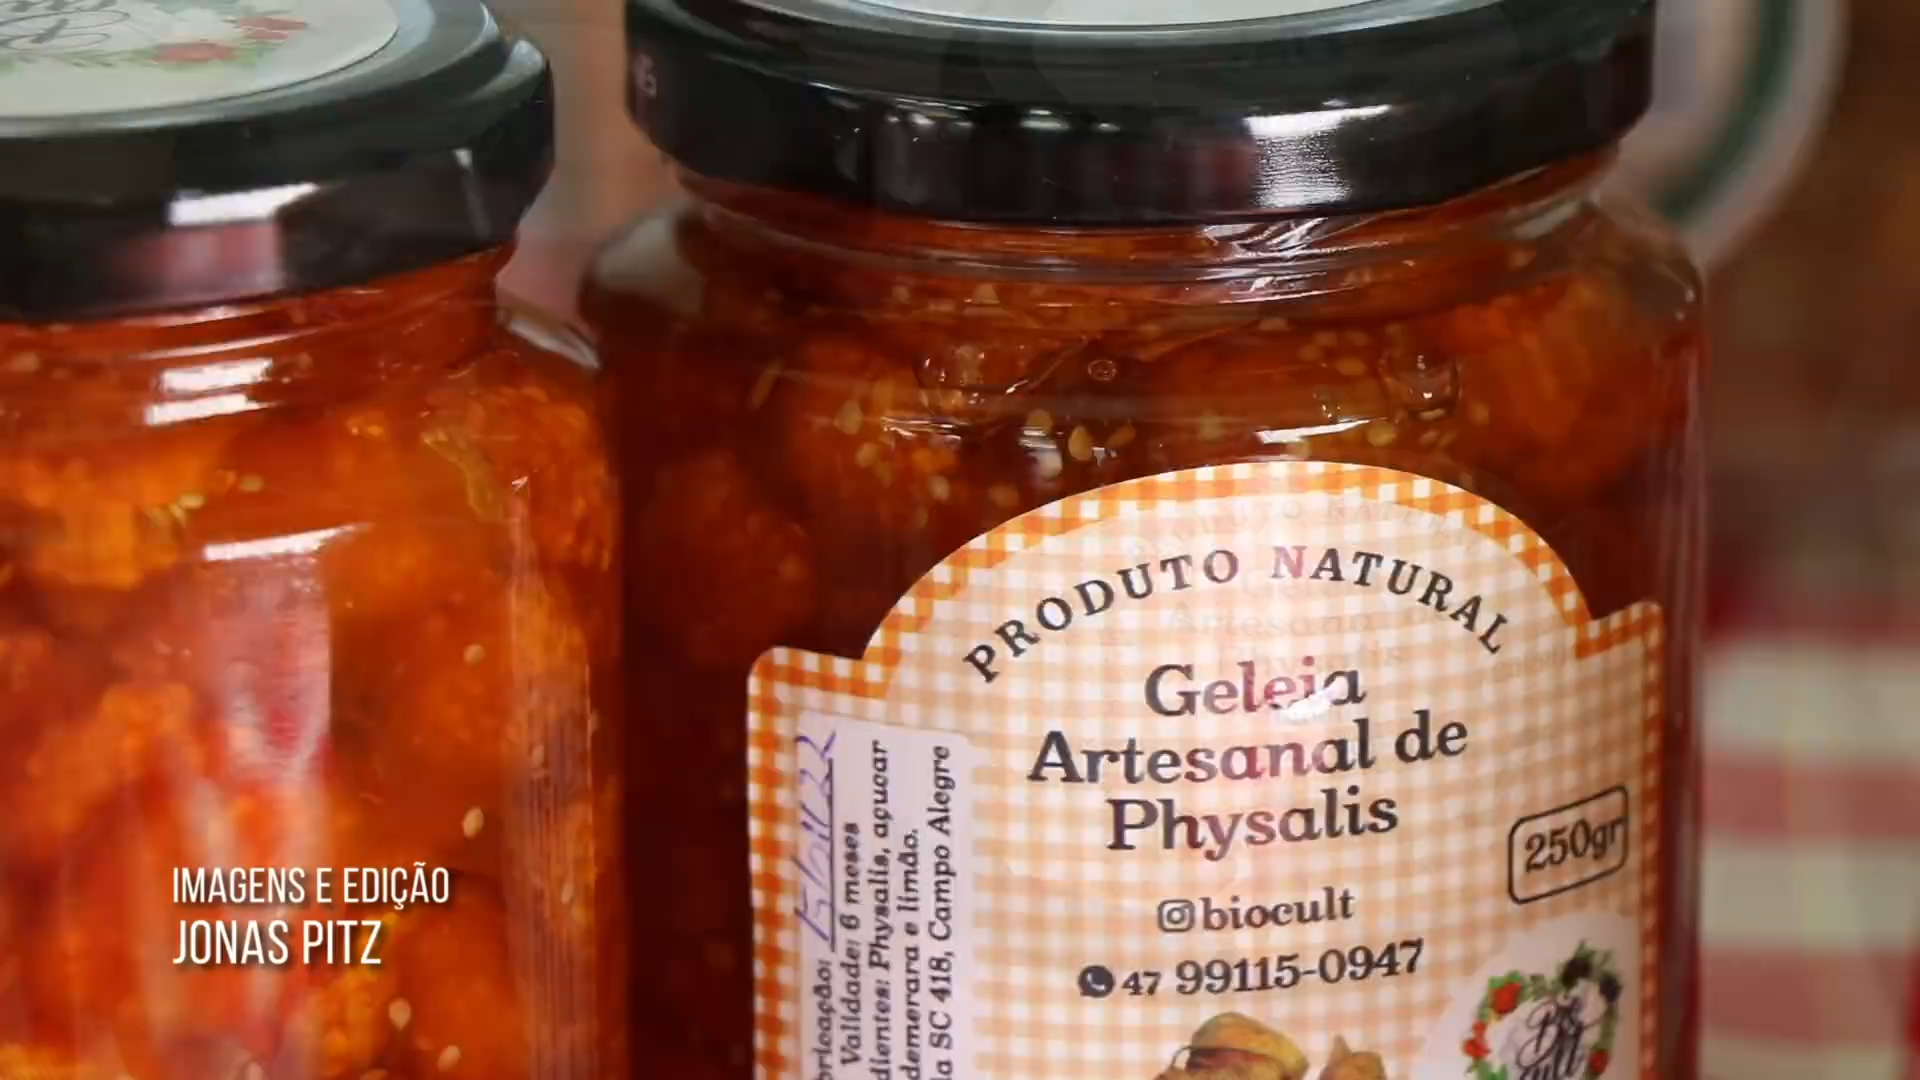 PRODUTO NATURAL
Geleia
Artesanal de
Physalis
250gr
biocult
47 99115-0947
Validade: 6 meses
Physalis, açucar
demerara e limão.
SC 418, Campo Alegre
IMAGENS E EDIÇÃO
JONAS PITZ